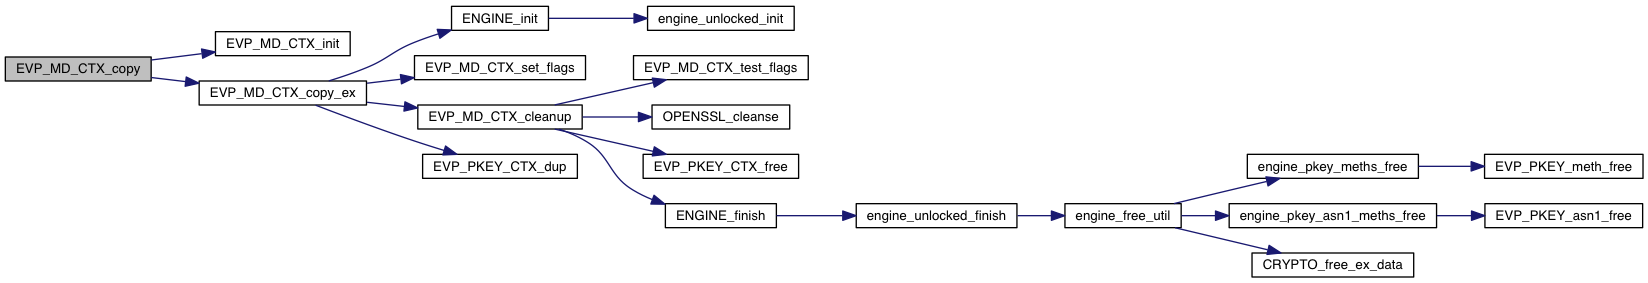 EVP_MD_CTX_copy
EVP_MD_CTX_init
EVP_MD_CTX_copy_ex
ENGINE_init
engine_unlocked_init
EVP_MD_CTX_set_flags
EVP_MD_CTX_cleanup
EVP_PKEY_CTX_dup
EVP_MD_CTX_test_flags
OPENSSL_cleanse
EVP_PKEY_CTX_free
ENGINE_finish
engine_unlocked_finish
engine_free_util
engine_pkey_meths_free
EVP_PKEY_meth_free
engine_pkey_asn1_meths_free
EVP_PKEY_asn1_free
CRYPTO_free_ex_data